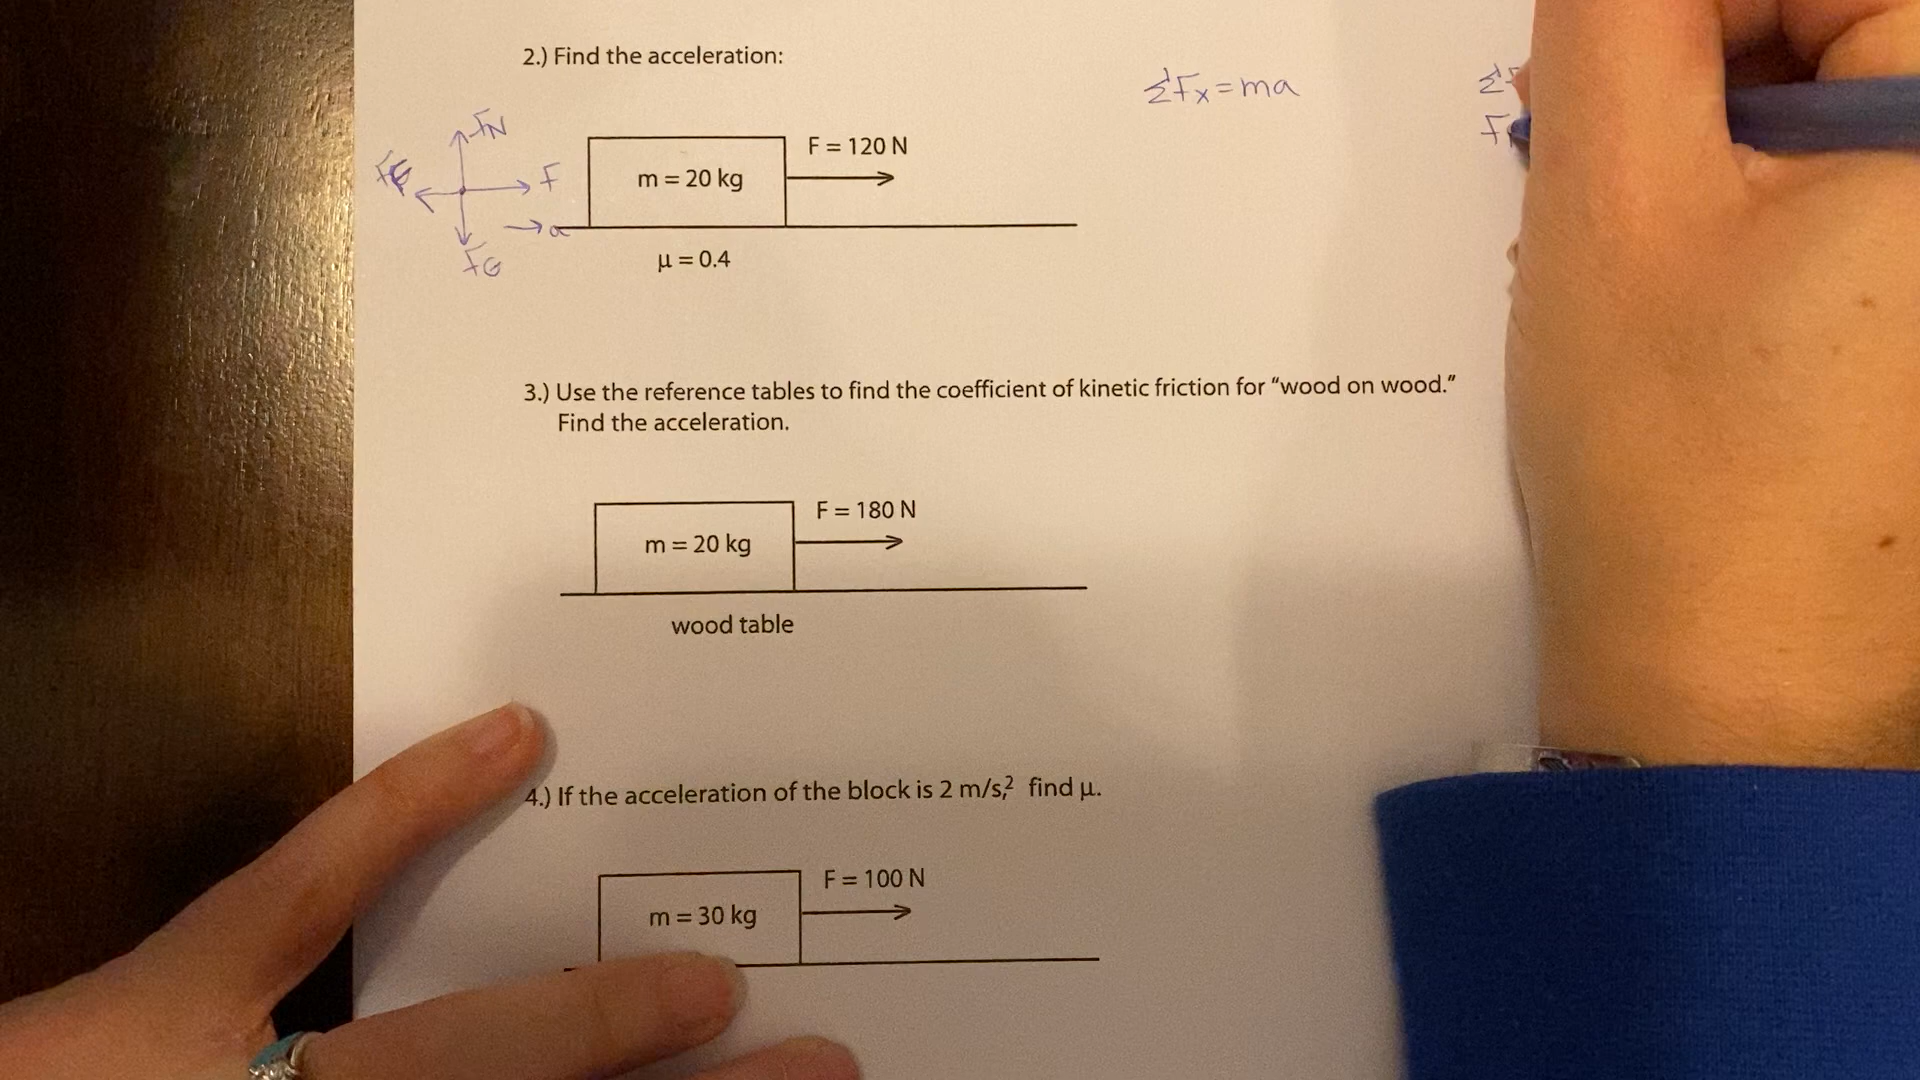 2.) Find the acceleration:
ΣFx = ma
Σ
F
FN
F
a
FG
m = 20 kg
F = 120 N
μ = 0.4
3.) Use the reference tables to find the coefficient of kinetic friction for “wood on wood.”
Find the acceleration.
m = 20 kg
F = 180 N
wood table
4.) If the acceleration of the block is 2 m/s,² find μ.
m = 30 kg
F = 100 N